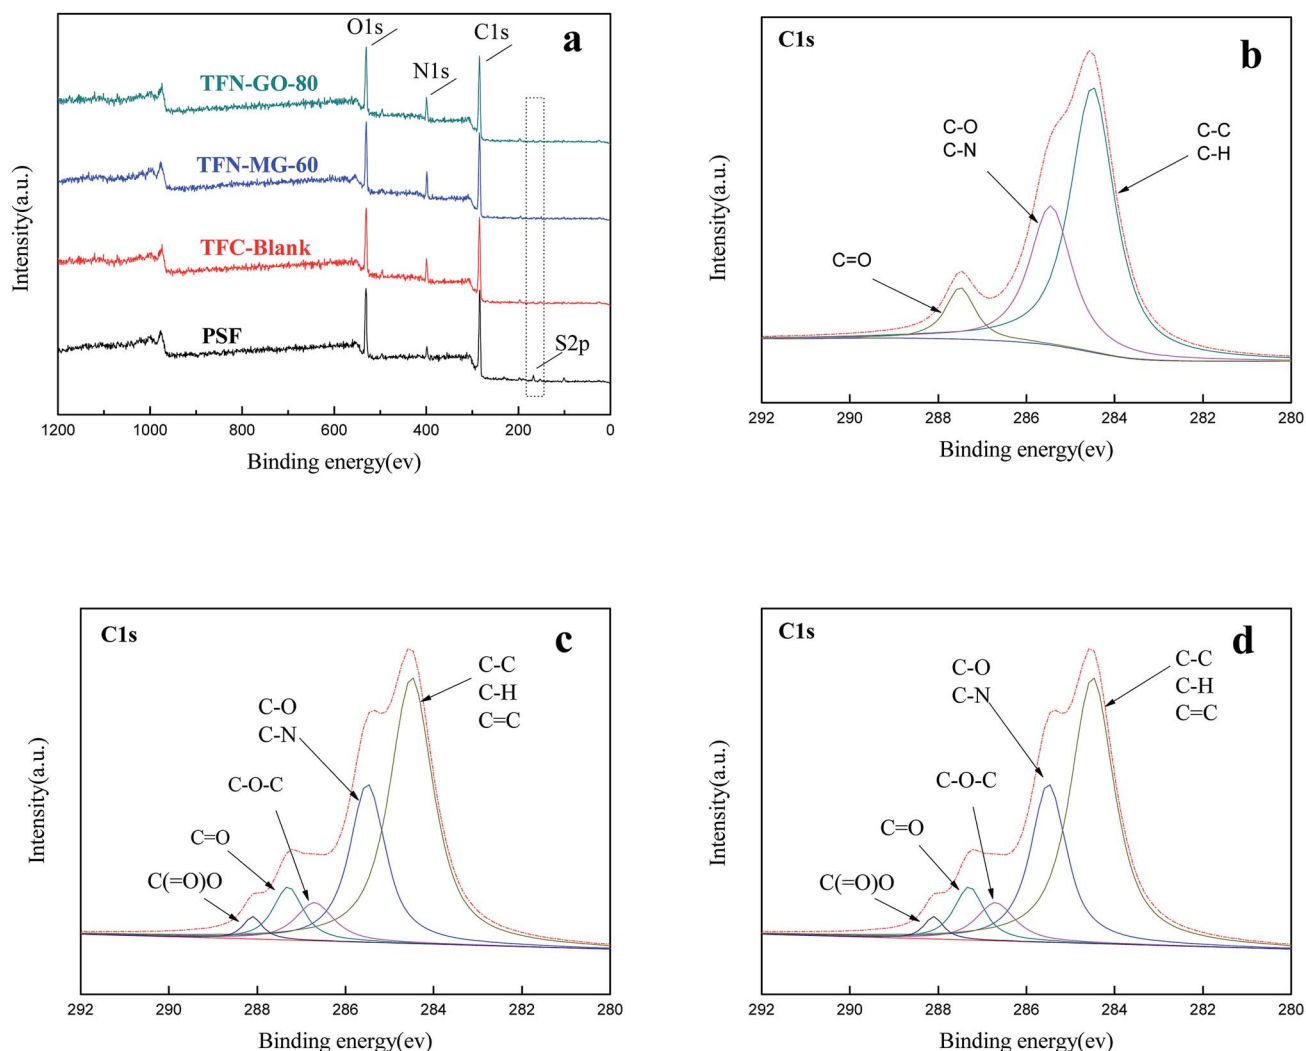 a
O1s
C1s
N1s
TFN-GO-80
TFN-MG-60
TFC-Blank
PSF
S2p
Intensity(a.u.)
1200 1000 800 600 400 200 0
Binding energy(ev)
C1s
b
C-O
C-N
C-C
C-H
C=O
Intensity(a.u.)
292 290 288 286 284 282 280
Binding energy(ev)
C1s
c
C-C
C-H
C=C
C-O
C-N
C-O-C
C=O
C(=O)O
Intensity(a.u.)
292 290 288 286 284 282 280
Binding energy(ev)
C1s
d
C-O
C-N
C-C
C-H
C=C
C-O-C
C=O
C(=O)O
Intensity(a.u.)
292 290 288 286 284 282 280
Binding energy(ev)